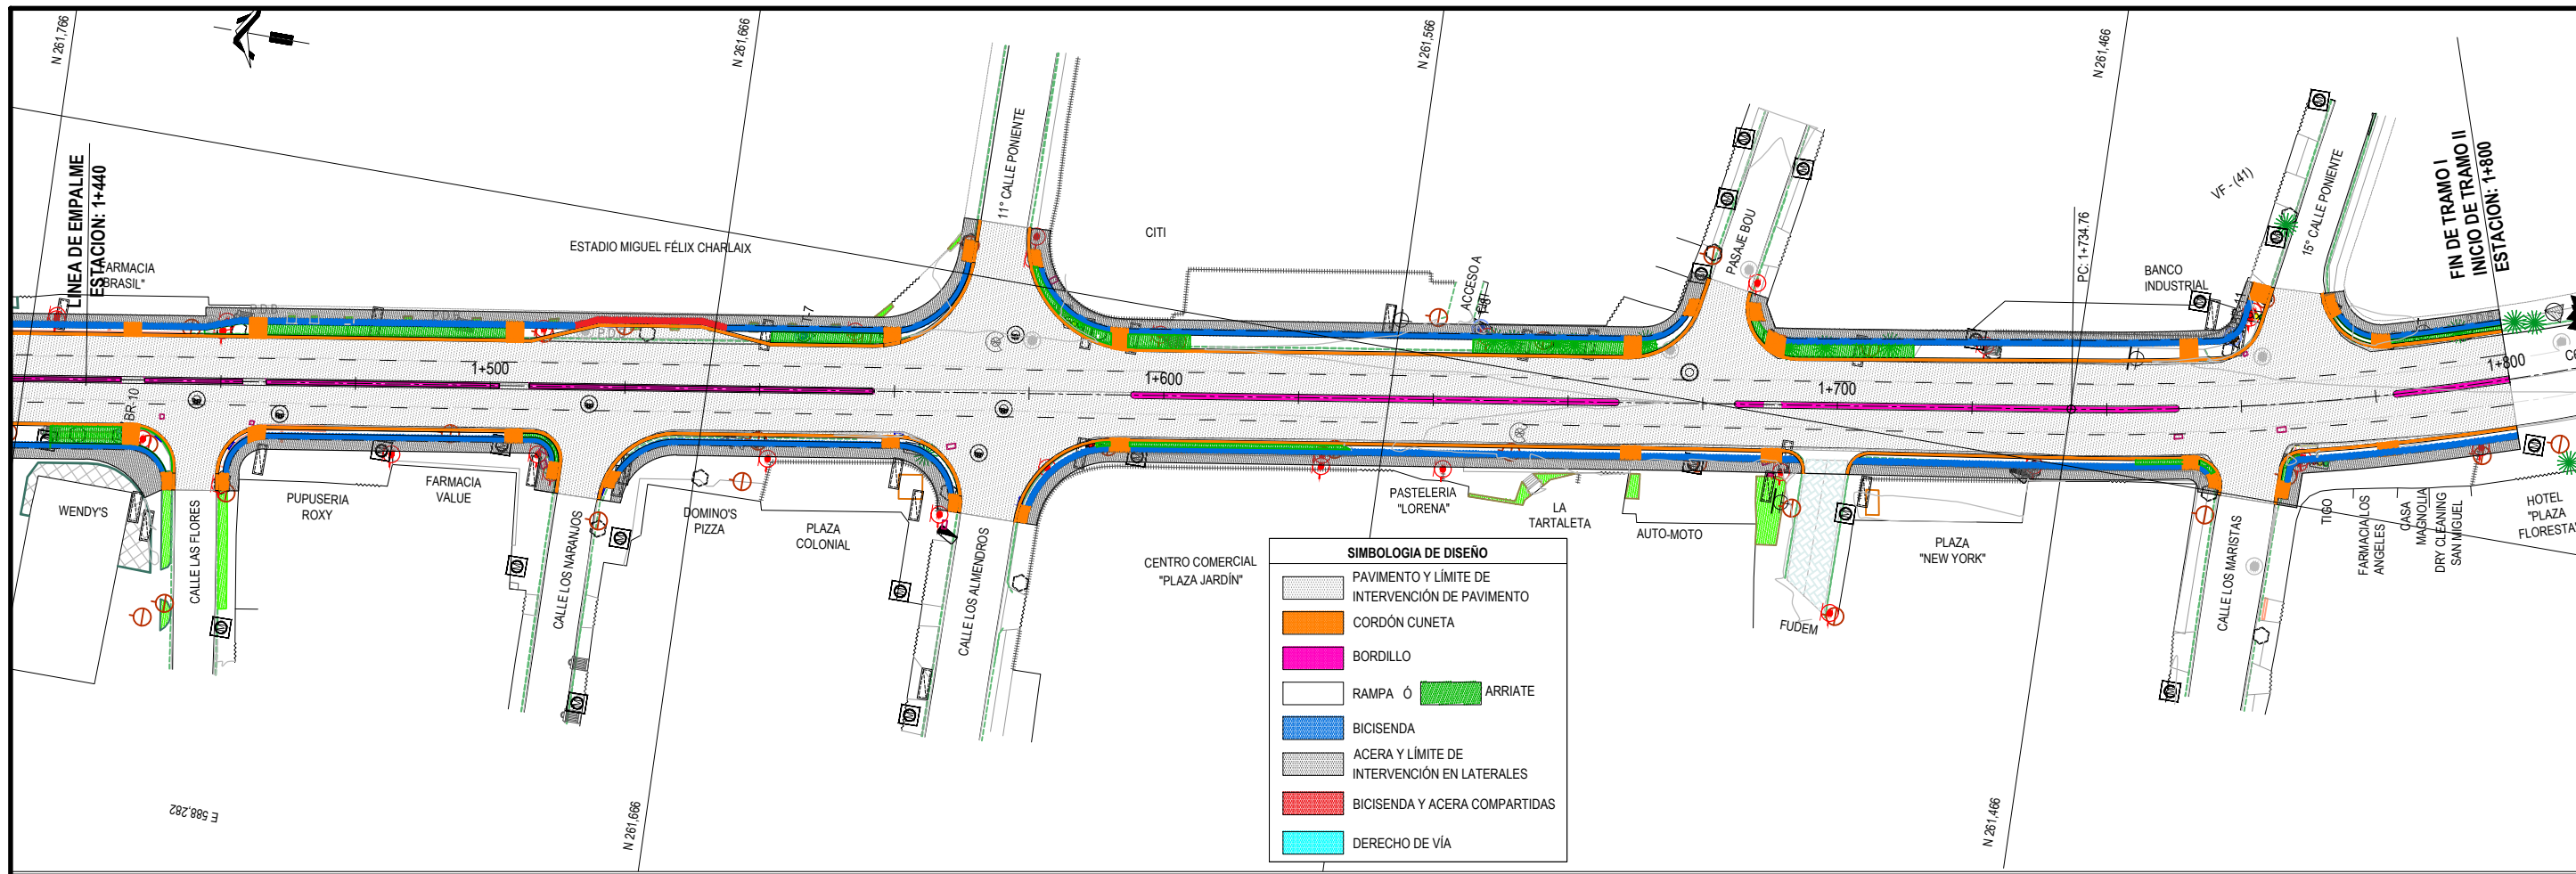 N 261,766
N 261,666
N 261,566
N 261,466
LINEA DE EMPALME
ESTACION: 1+440
FARMACIA
"BRASIL"
ESTADIO MIGUEL FÉLIX CHARLAIX
11° CALLE PONIENTE
CITI
ACCESO A
PASAJE BOU
PC: 1+734.76
BANCO
INDUSTRIAL
VF - (41)
15° CALLE PONIENTE
FIN DE TRAMO I
INICIO DE TRAMO II
ESTACION: 1+800
T-7
1+500
1+600
1+700
1+800
BR-10
WENDY'S
CALLE LAS FLORES
PUPUSERIA
ROXY
FARMACIA
VALUE
CALLE LOS NARANJOS
DOMINO'S
PIZZA
PLAZA
COLONIAL
CALLE LOS ALMENDROS
CENTRO COMERCIAL
"PLAZA JARDÍN"
PASTELERIA
"LORENA"
LA
TARTALETA
AUTO-MOTO
FUDEM
PLAZA
"NEW YORK"
CALLE LOS MARISTAS
TIGO
FARMACIA LOS
ANGELES
CASA
MAGNOLIA
DRY CLEANING
SAN MIGUEL
HOTEL
"PLAZA
FLORESTA"
SIMBOLOGIA DE DISEÑO
PAVIMENTO Y LÍMITE DE
INTERVENCIÓN DE PAVIMENTO
CORDÓN CUNETA
BORDILLO
RAMPA Ó ARRIATE
BICISENDA
ACERA Y LÍMITE DE
INTERVENCIÓN EN LATERALES
BICISENDA Y ACERA COMPARTIDAS
DERECHO DE VÍA
E 588,282
N 261,666
N 261,466